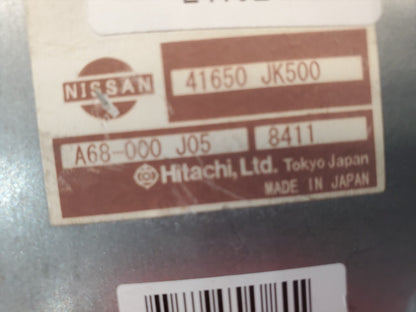 NISSAN
41650 JK500
A68-000 J05
8411
Hitachi, Ltd. Tokyo Japan
MADE IN JAPAN